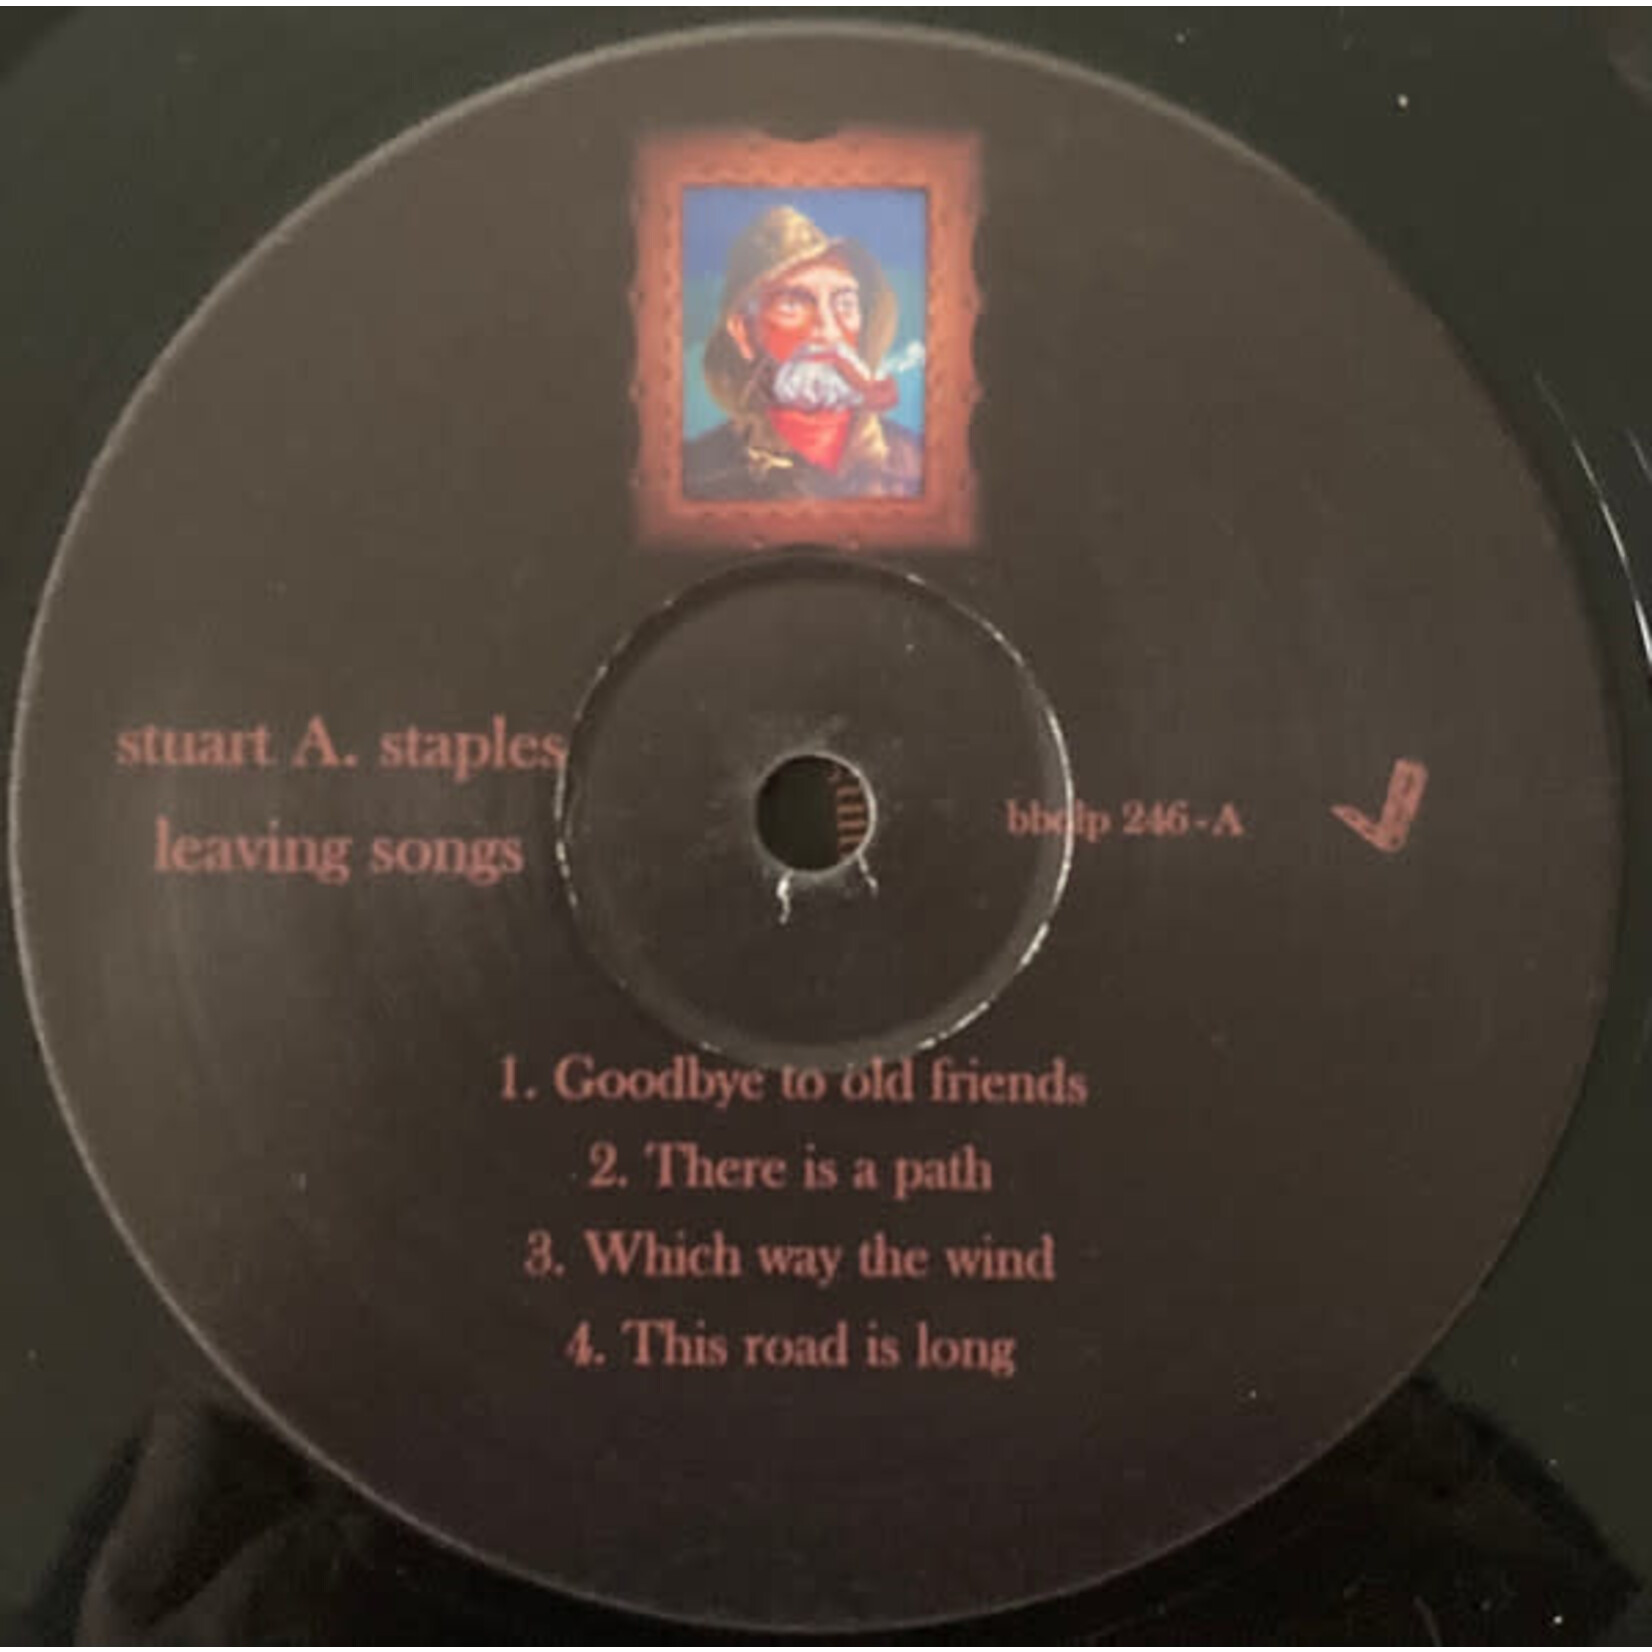 stuart A. staples
leaving songs
bbqlp 246-A
1. Goodbye to old friends
2. There is a path
3. Which way the wind
4. This road is long